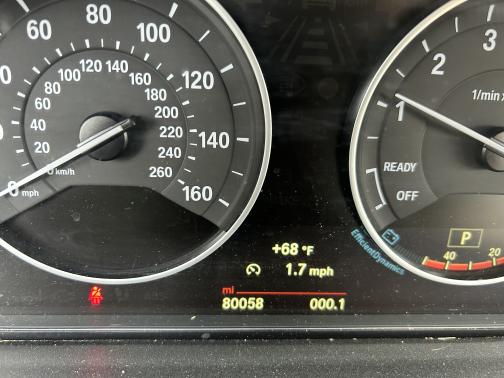 60 80 100 120 140 160
0 mph
0 km/h
20 40 60 80 100 120 140 160 180 200 220 240 260
+68 °F
1.7 mph
mi
80058 000.1
1 2 3
1/min x
READY
OFF
EfficientDynamics
P
40 20